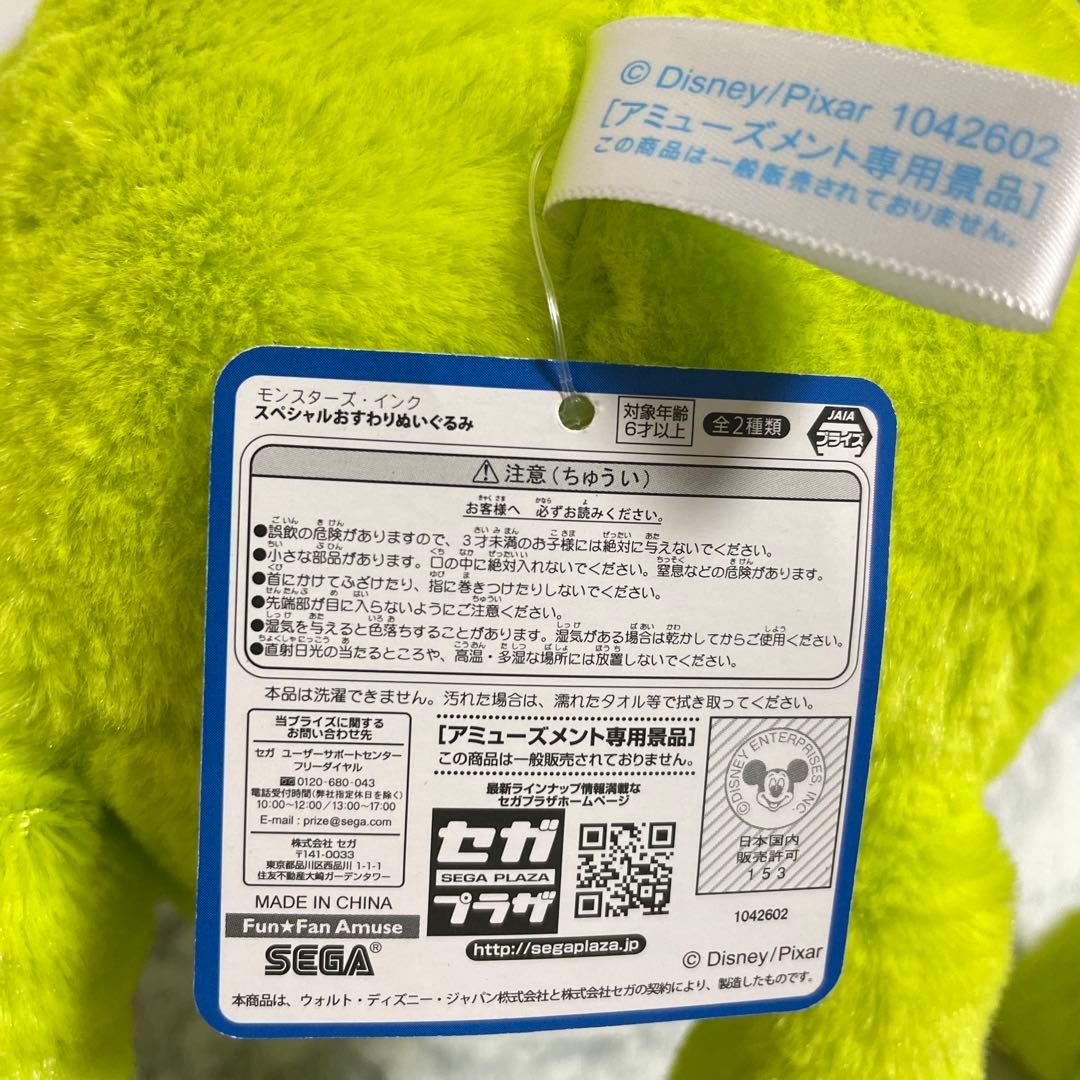 © Disney/Pixar 1042602
[アミューズメント専用景品]
この商品は一般販売されておりません。
モンスターズ・インク
スペシャルおすわりぬいぐるみ
対象年齢
6才以上
全2種類
JAIA
プライズ
⚠注意(ちゅうい)
お客様へ 必ずお読みください。
●誤飲の危険がありますので、3才未満のお子様には絶対に与えないでください。
●小さな部品があります。口の中に絶対入れないでください。窒息などの危険があります。
●首にかけてふざけたり、指に巻きつけたりしないでください。
●先端部が目に入らないようにご注意ください。
●湿気を与えると色落ちすることがあります。湿気がある場合は乾かしてからご使用ください。
●直射日光の当たるところや、高温・多湿な場所には放置しないでください。
本品は洗濯できません。汚れた場合は、濡れたタオル等で拭き取ってください。
当プライズに関する
お問い合わせ先
セガ ユーザーサポートセンター
フリーダイヤル
0120-680-043
電話受付時間(弊社指定休日を除く)
10:00~12:00/13:00~17:00
E-mail : prize@sega.com
株式会社 セガ
〒141-0033
東京都品川区西品川 1-1-1
住友不動産大崎ガーデンタワー
MADE IN CHINA
Fun★Fan Amuse
SEGA®
[アミューズメント専用景品]
この商品は一般販売されておりません。
最新ラインナップ情報満載な
セガプラザホームページ
セガ
SEGA PLAZA
プラザ
http://segaplaza.jp
©DISNEY ENTERPRISES INC.
日本国内
販売許可
153
1042602
© Disney/Pixar
本商品は、ウォルト・ディズニー・ジャパン株式会社と株式会社セガの契約により、製造したものです。